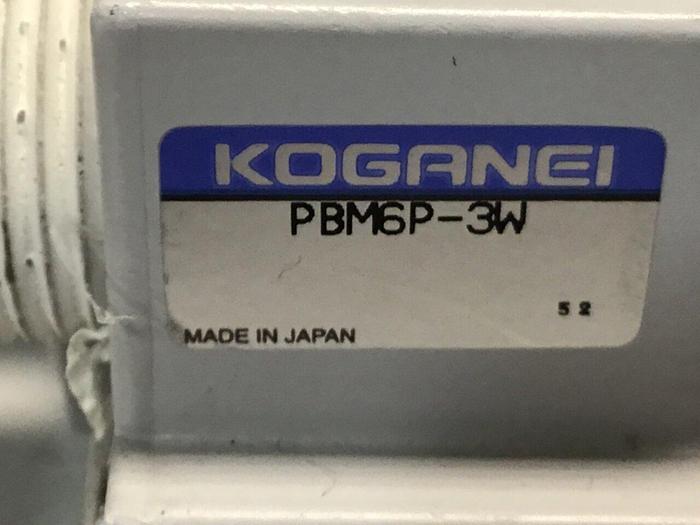 KOGANEI
PBM6P-3W
52
MADE IN JAPAN